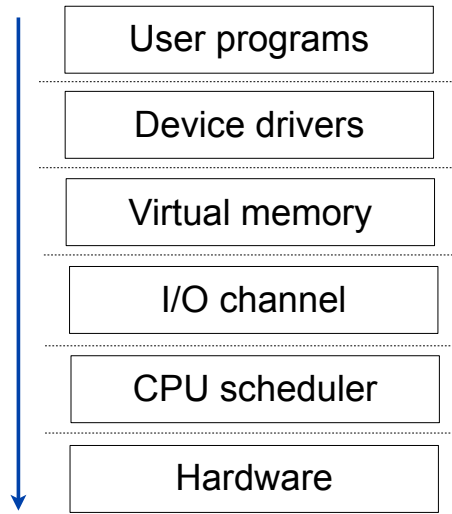 User programs
Device drivers
Virtual memory
I/O channel
CPU scheduler
Hardware